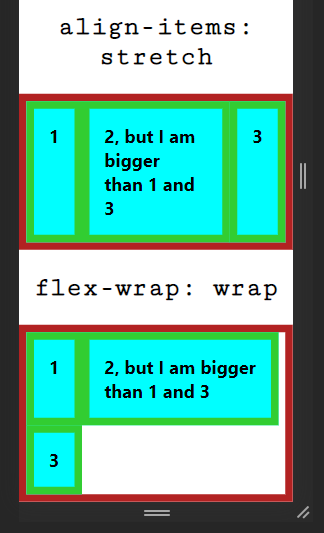 align-items:
stretch
1
2, but I am
bigger
than 1 and
3
3
flex-wrap: wrap
1
2, but I am bigger
than 1 and 3
3